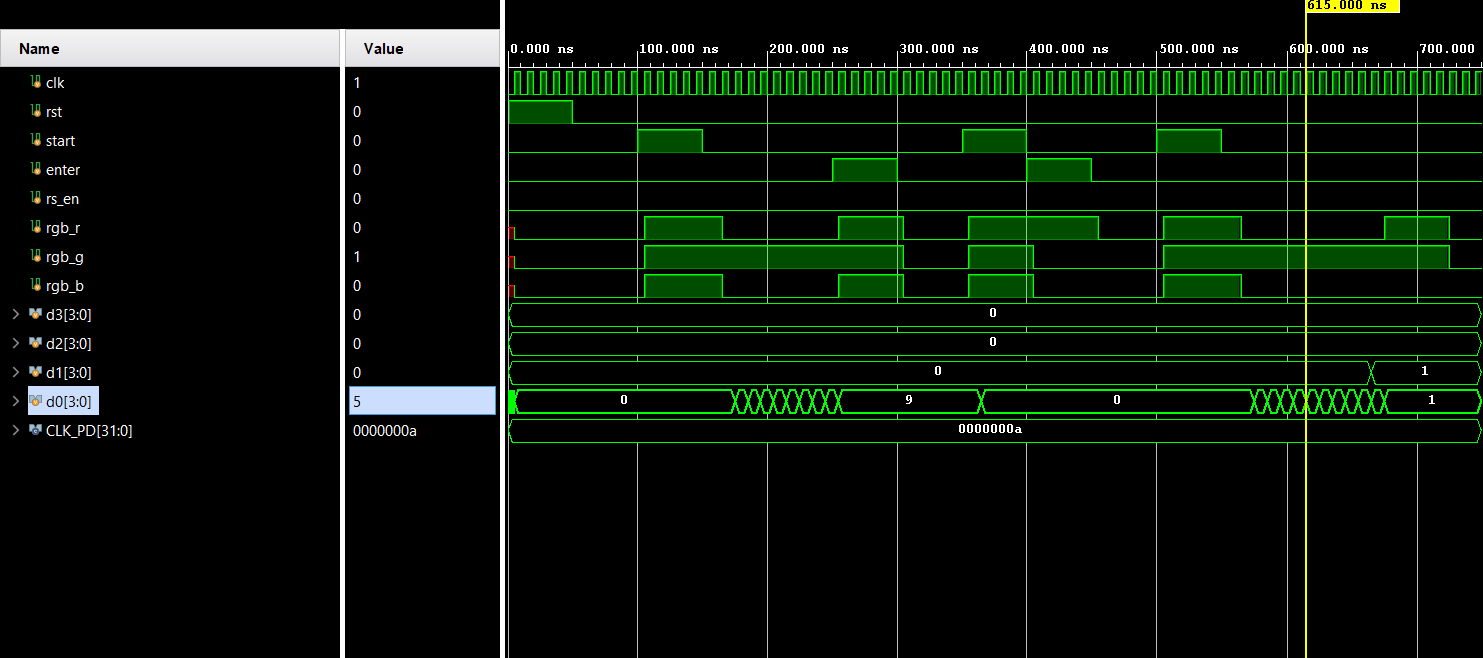 615.000 ns
Name Value
0.000 ns 100.000 ns 200.000 ns 300.000 ns 400.000 ns 500.000 ns 600.000 ns 700.000
clk 1
rst 0
start 0
enter 0
rs_en 0
rgb_r 0
rgb_g 1
rgb_b 0
d3[3:0] 0 0
d2[3:0] 0 0
d1[3:0] 0 0 1
d0[3:0] 5 0 9 0 1
CLK_PD[31:0] 0000000a 0000000a